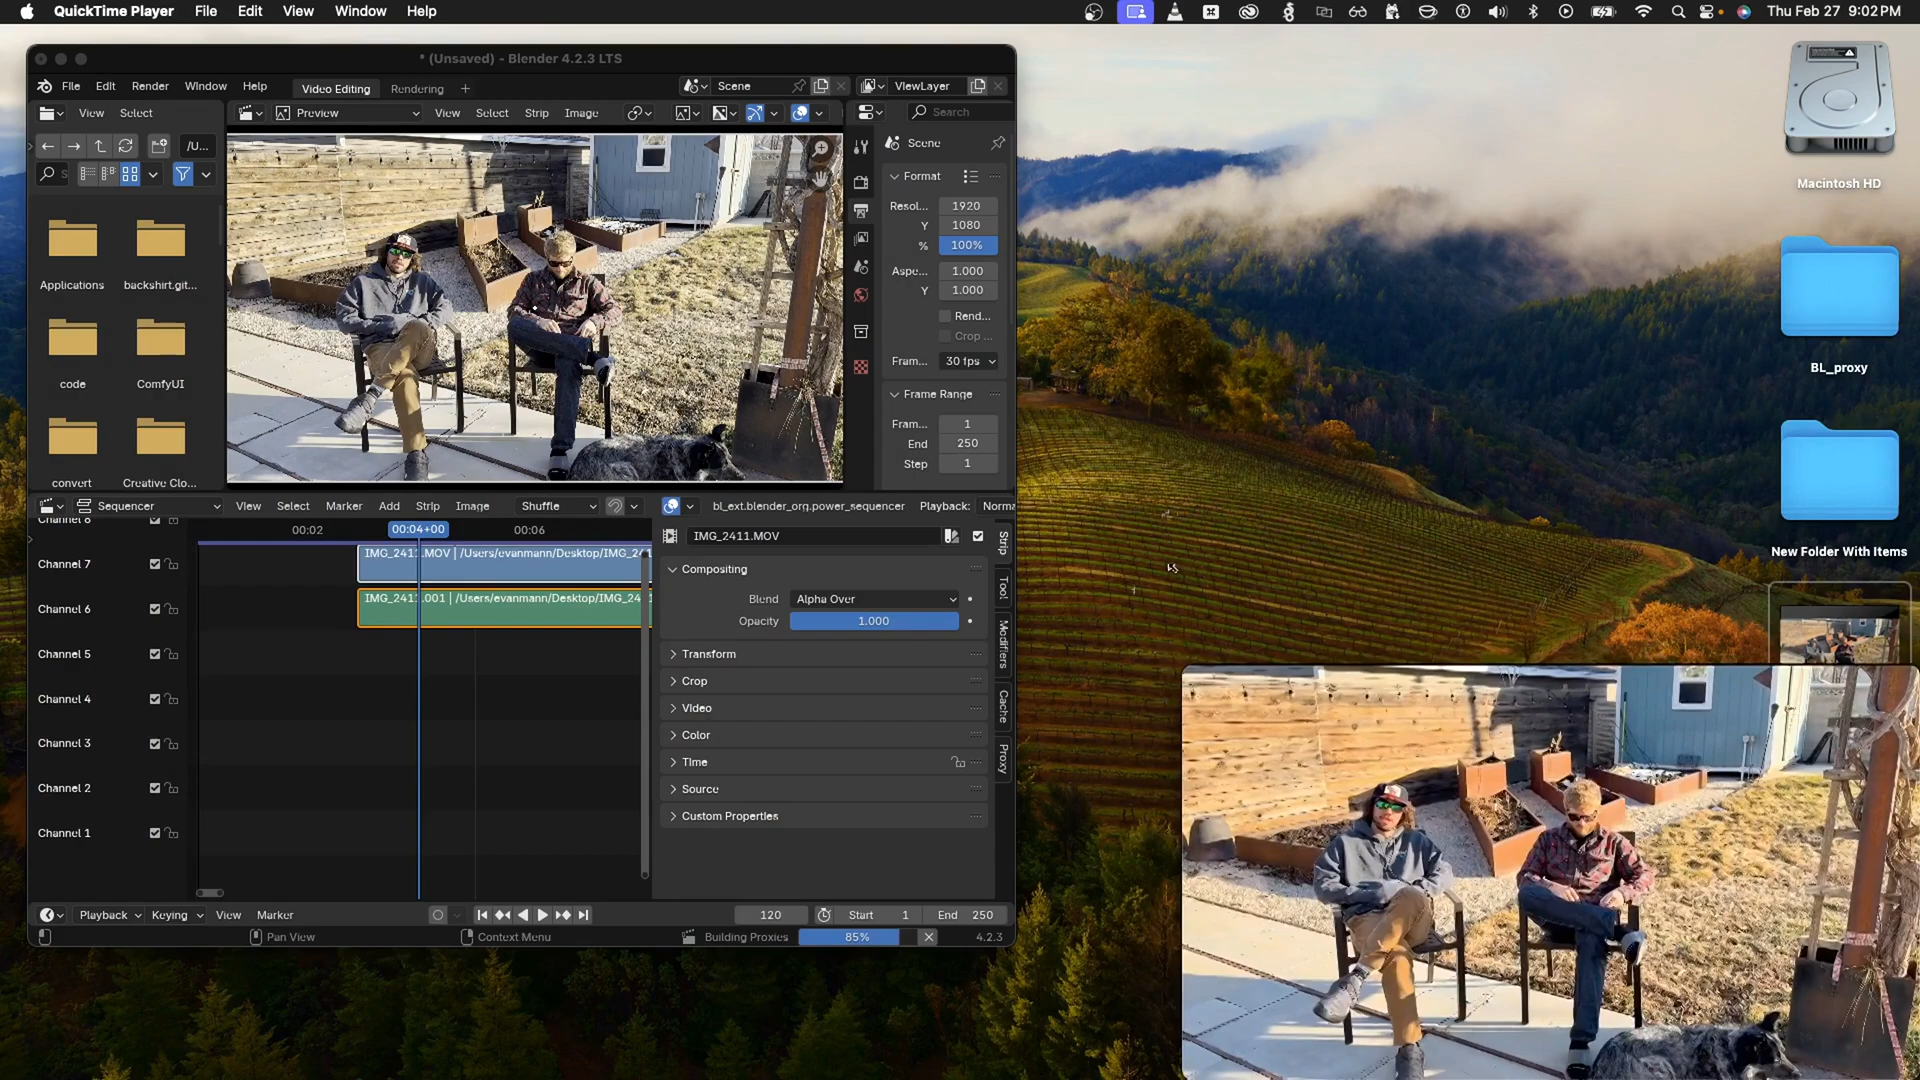 QuickTime Player File Edit View Window Help
Thu Feb 27 9:02 PM
* (Unsaved) - Blender 4.2.3 LTS
File Edit Render Window Help
Video Editing Rendering +
Scene
ViewLayer
View Select
Preview
View Select Strip Image
Search
/U...
Scene
Applications
backshirt.git...
code
ComfyUI
convert
Creative Clo...
Format
Resol... 1920
Y 1080
% 100%
Aspe... 1.000
Y 1.000
Rend...
Crop ...
Fram... 30 fps
Frame Range
Fram... 1
End 250
Step 1
Macintosh HD
BL_proxy
New Folder With Items
Sequencer
View Select Marker Add Strip Image
Shuffle
bl_ext.blender_org.power_sequencer
Playback: Norma
00:02 00:04+00 00:06
Channel 8
Channel 7
Channel 6
Channel 5
Channel 4
Channel 3
Channel 2
Channel 1
IMG_2411.MOV | /Users/evanmann/Desktop/IMG_241
IMG_2411.001 | /Users/evanmann/Desktop/IMG_24
IMG_2411.MOV
Compositing
Blend Alpha Over
Opacity 1.000
Transform
Crop
Video
Color
Time
Source
Custom Properties
Strip
Tool
Modifiers
Cache
Proxy
Playback Keying View Marker
120
Start 1
End 250
Pan View
Context Menu
Building Proxies 85%
4.2.3